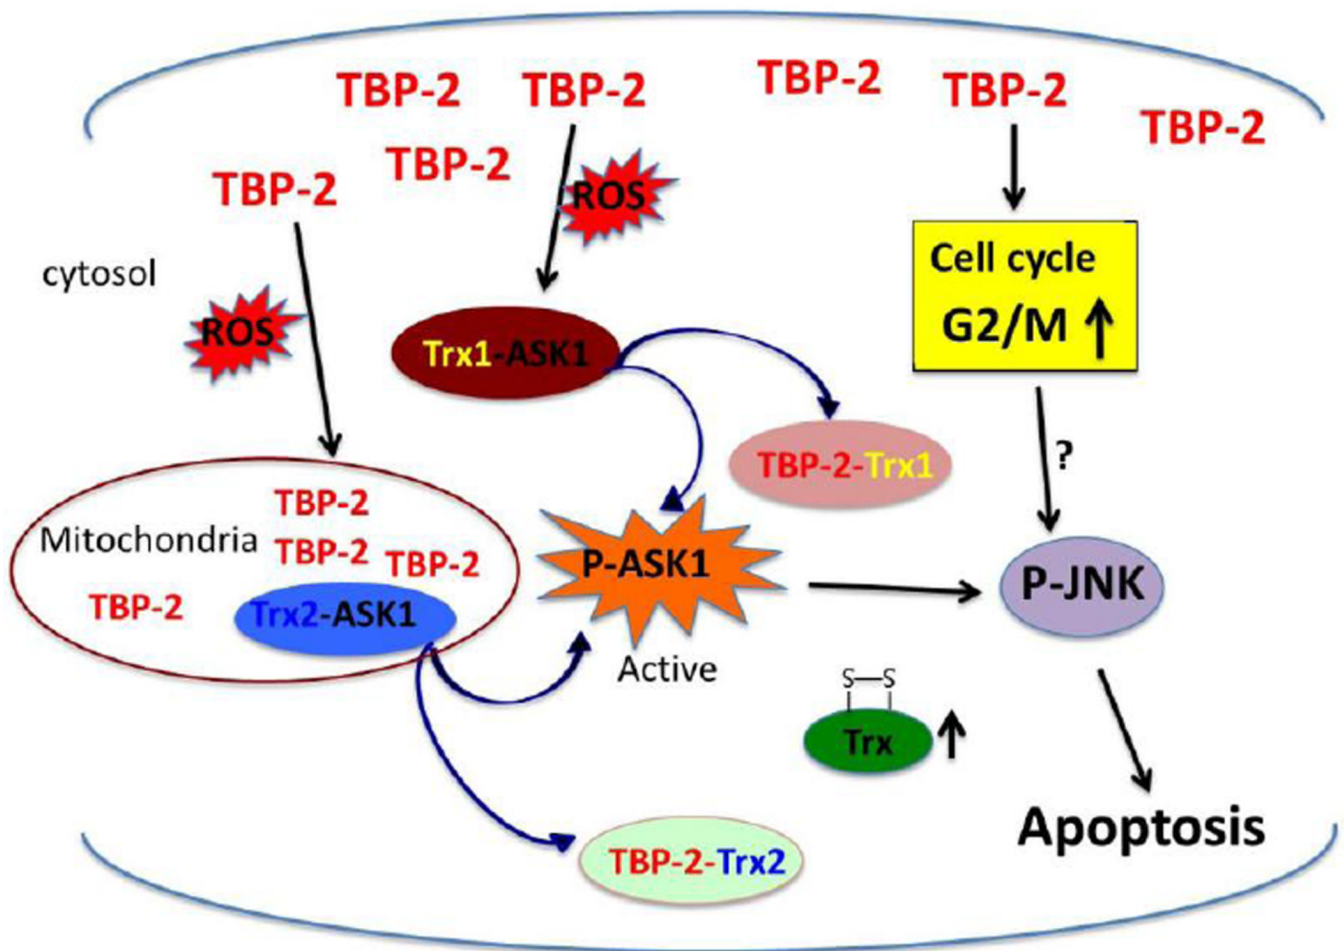 TBP-2
TBP-2
TBP-2
TBP-2
TBP-2
TBP-2
TBP-2
ROS
cytosol
ROS
Cell cycle
G2/M
Trx1-ASK1
TBP-2-Trx1
?
Mitochondria
TBP-2
TBP-2
TBP-2
TBP-2
Trx2-ASK1
P-ASK1
Active
P-JNK
S—S
Trx
Apoptosis
TBP-2-Trx2